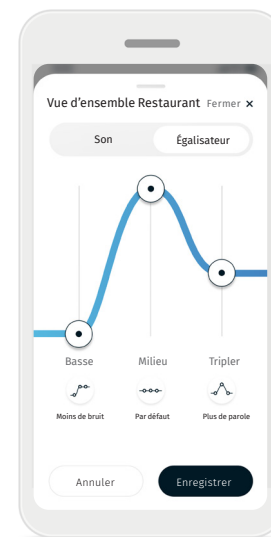 Vue d’ensemble Restaurant Fermer ×
Son Égalisateur
Basse Milieu Tripler
Moins de bruit Par défaut Plus de parole
Annuler Enregistrer